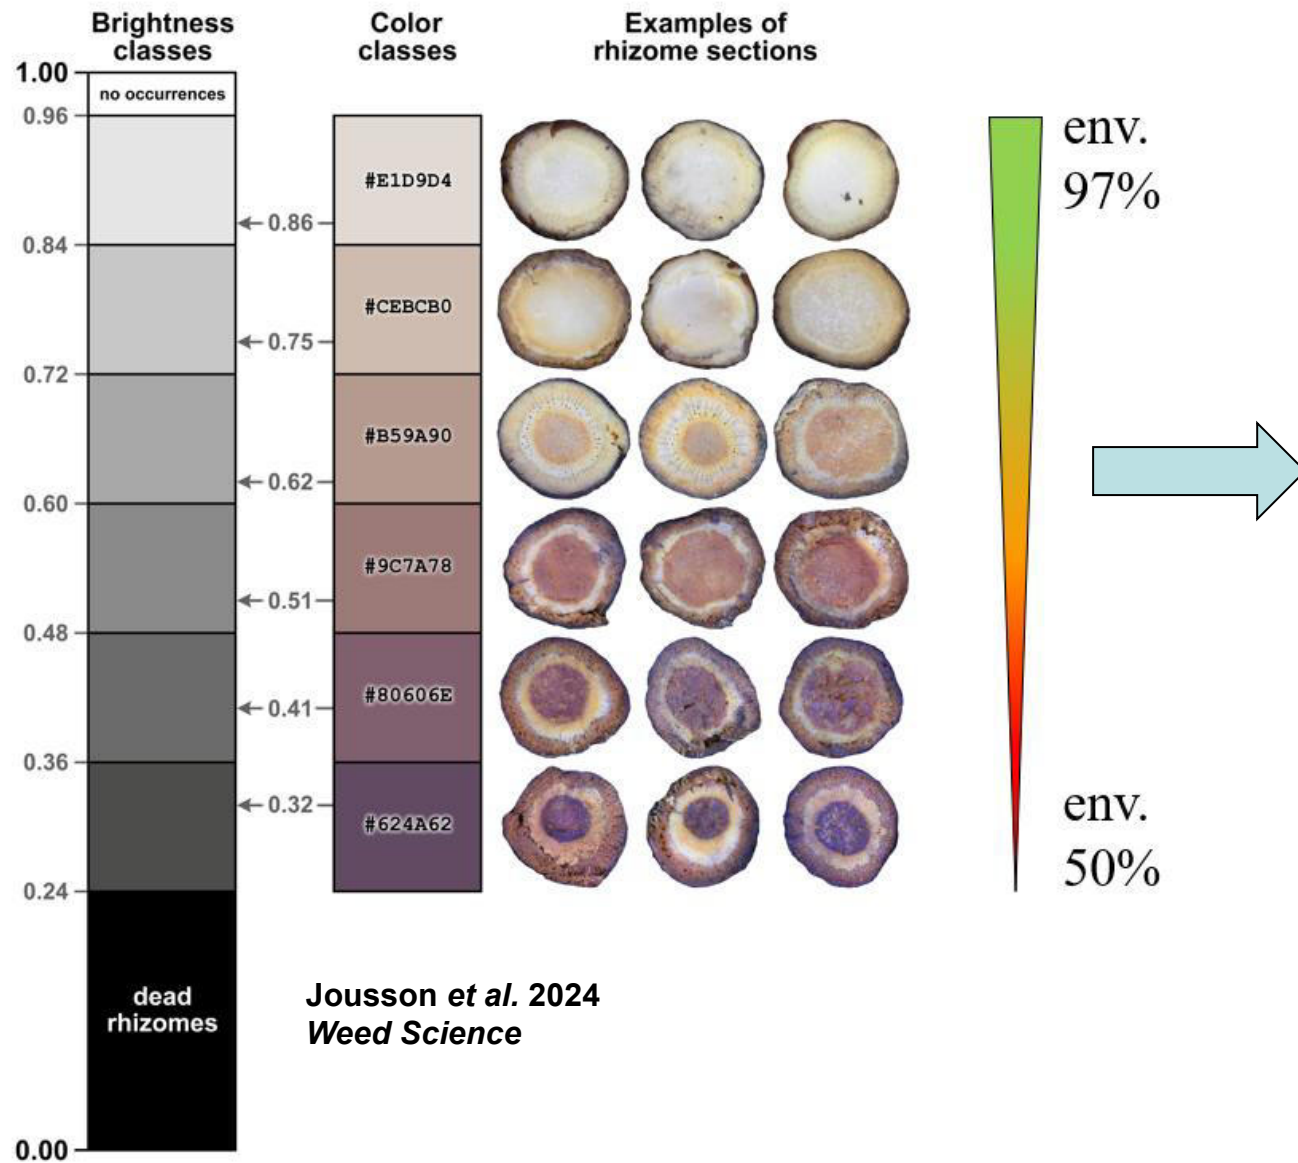 Brightness
classes
Color
classes
Examples of
rhizome sections
1.00
no occurrences
0.96
#E1D9D4
env.
97%
0.86
0.84
#CEBCB0
0.75
0.72
#B59A90
0.62
0.60
#9C7A78
0.51
0.48
#80606E
0.41
0.36
0.32
#624A62
env.
50%
0.24
dead
rhizomes
Jousson et al. 2024
Weed Science
0.00